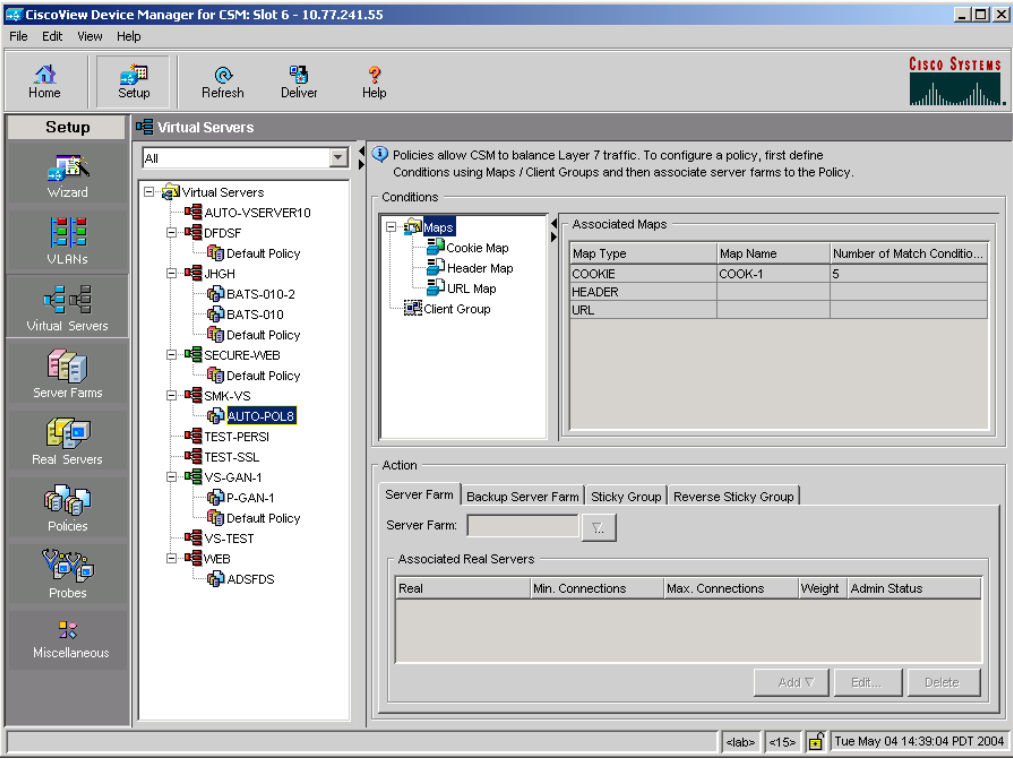 CiscoView Device Manager for CSM: Slot 6 - 10.77.241.55
File Edit View Help
Home Setup Refresh Deliver Help
CISCO SYSTEMS
Setup
Wizard
VLANs
Virtual Servers
Server Farms
Real Servers
Policies
Probes
Miscellaneous
Virtual Servers
All
Virtual Servers
AUTO-VSERVER10
DFDSF
Default Policy
JHGH
BATS-010-2
BATS-010
Default Policy
SECURE-WEB
Default Policy
SMK-VS
AUTO-POL8
TEST-PERSI
TEST-SSL
VS-GAN-1
P-GAN-1
Default Policy
VS-TEST
WEB
ADSFDS
Policies allow CSM to balance Layer 7 traffic. To configure a policy, first define
Conditions using Maps / Client Groups and then associate server farms to the Policy.
Conditions
Maps
Cookie Map
Header Map
URL Map
Client Group
Associated Maps
Map Type Map Name Number of Match Conditio...
COOKIE COOK-1 5
HEADER
URL
Action
Server Farm Backup Server Farm Sticky Group Reverse Sticky Group
Server Farm:
Associated Real Servers
Real Min. Connections Max. Connections Weight Admin Status
Add Edit... Delete
<lab> <15> Tue May 04 14:39:04 PDT 2004